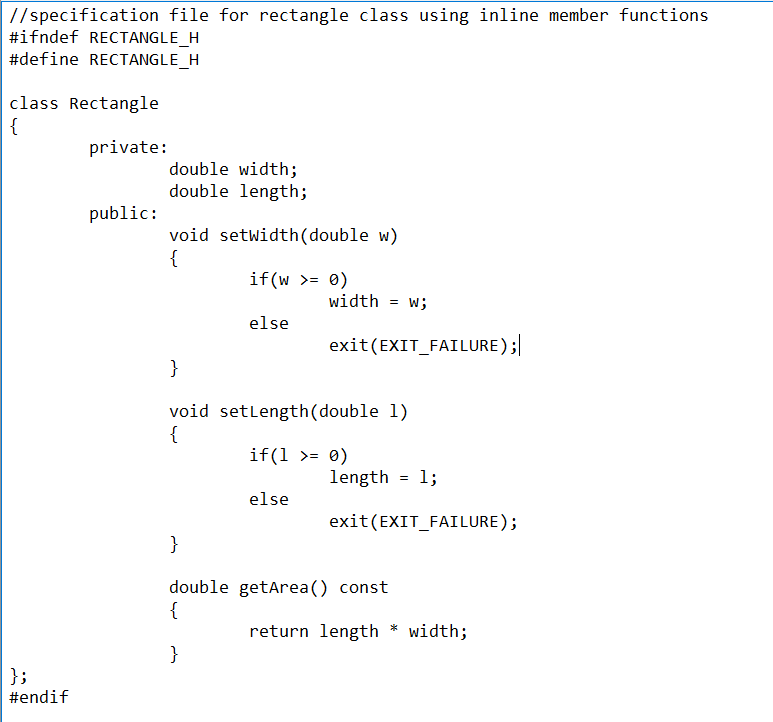 //specification file for rectangle class using inline member functions
#ifndef RECTANGLE_H
#define RECTANGLE_H

class Rectangle
{
        private:
                double width;
                double length;
        public:
                void setWidth(double w)
                {
                        if(w >= 0)
                                width = w;
                        else
                                exit(EXIT_FAILURE);
                }

                void setLength(double l)
                {
                        if(l >= 0)
                                length = l;
                        else
                                exit(EXIT_FAILURE);
                }

                double getArea() const
                {
                        return length * width;
                }
};
#endif